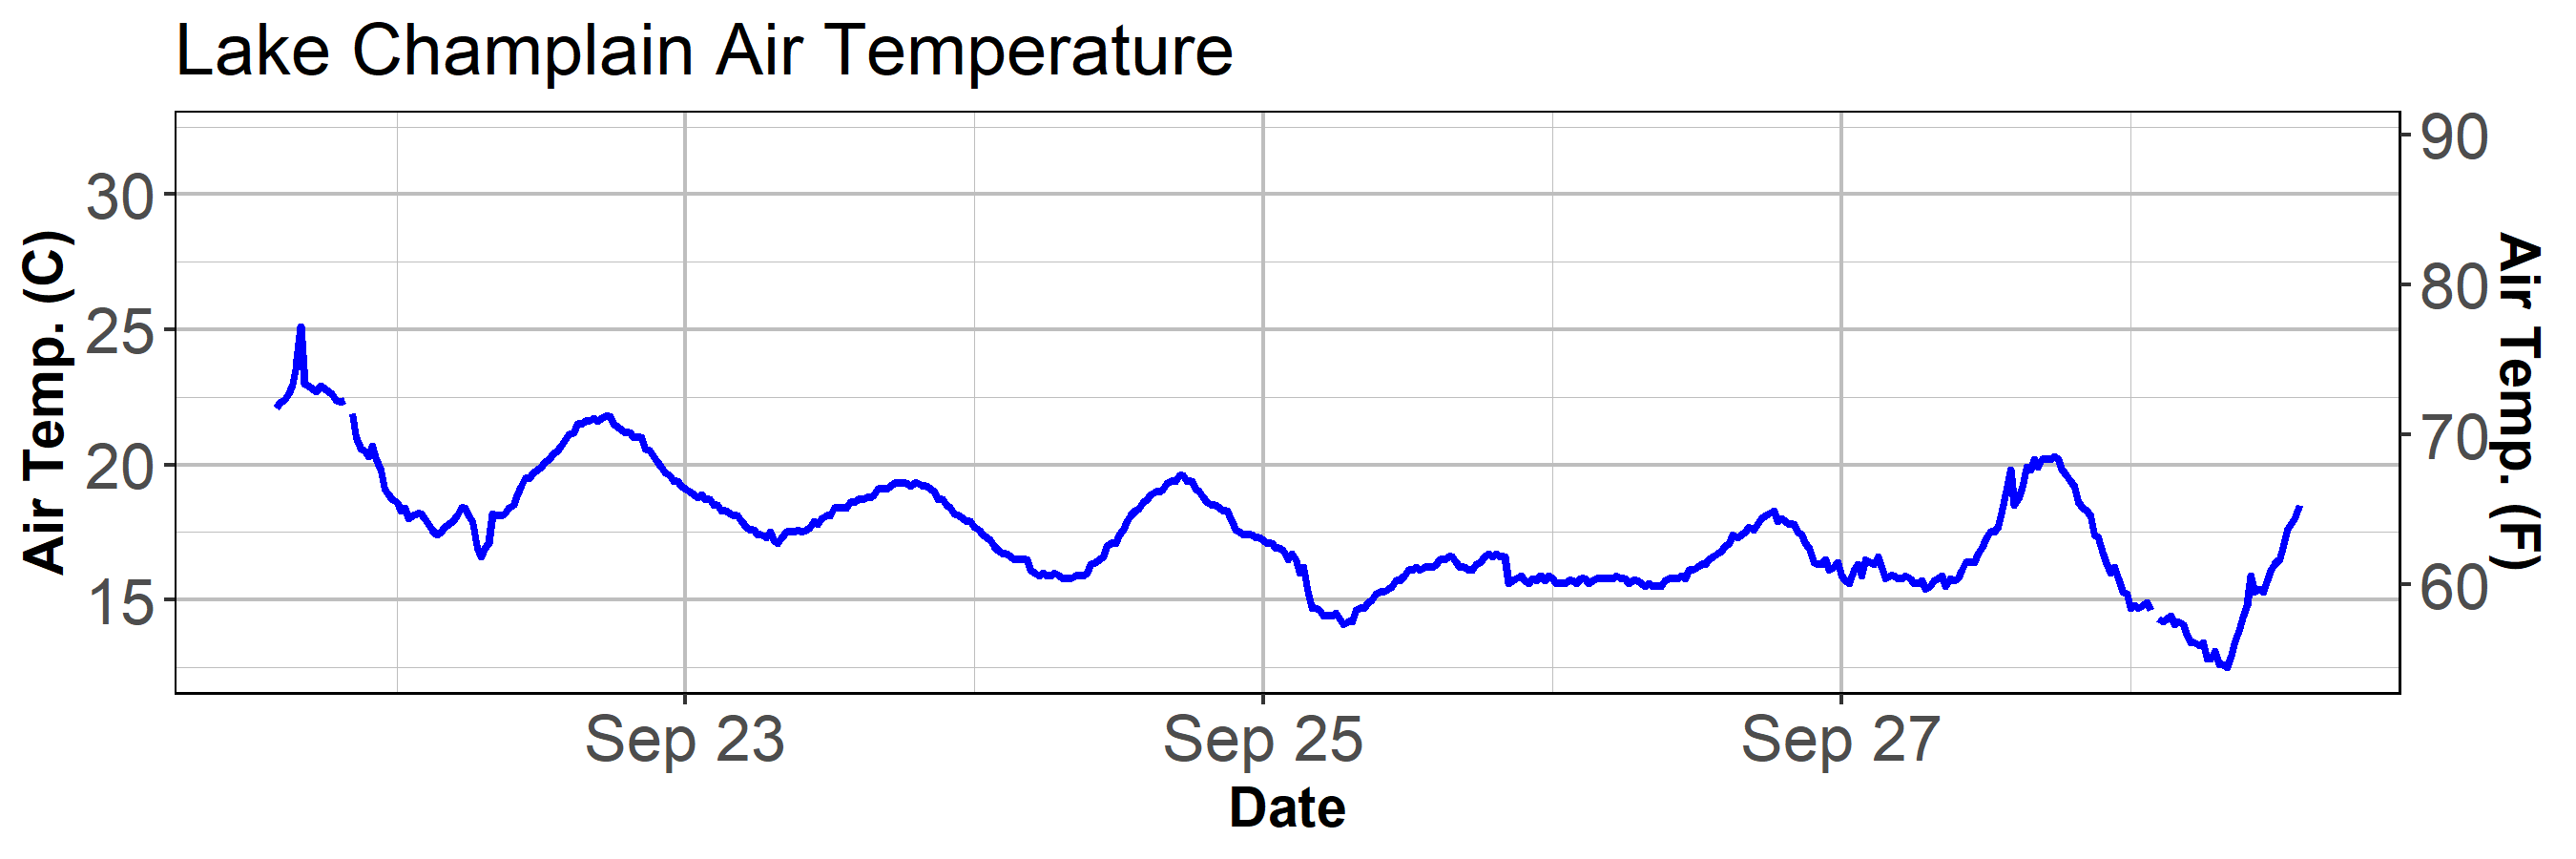 Lake Champlain Air Temperature
Air Temp. (C)
30
25
20
15
90
80
70
60
Air Temp. (F)
Sep 23
Sep 25
Sep 27
Date